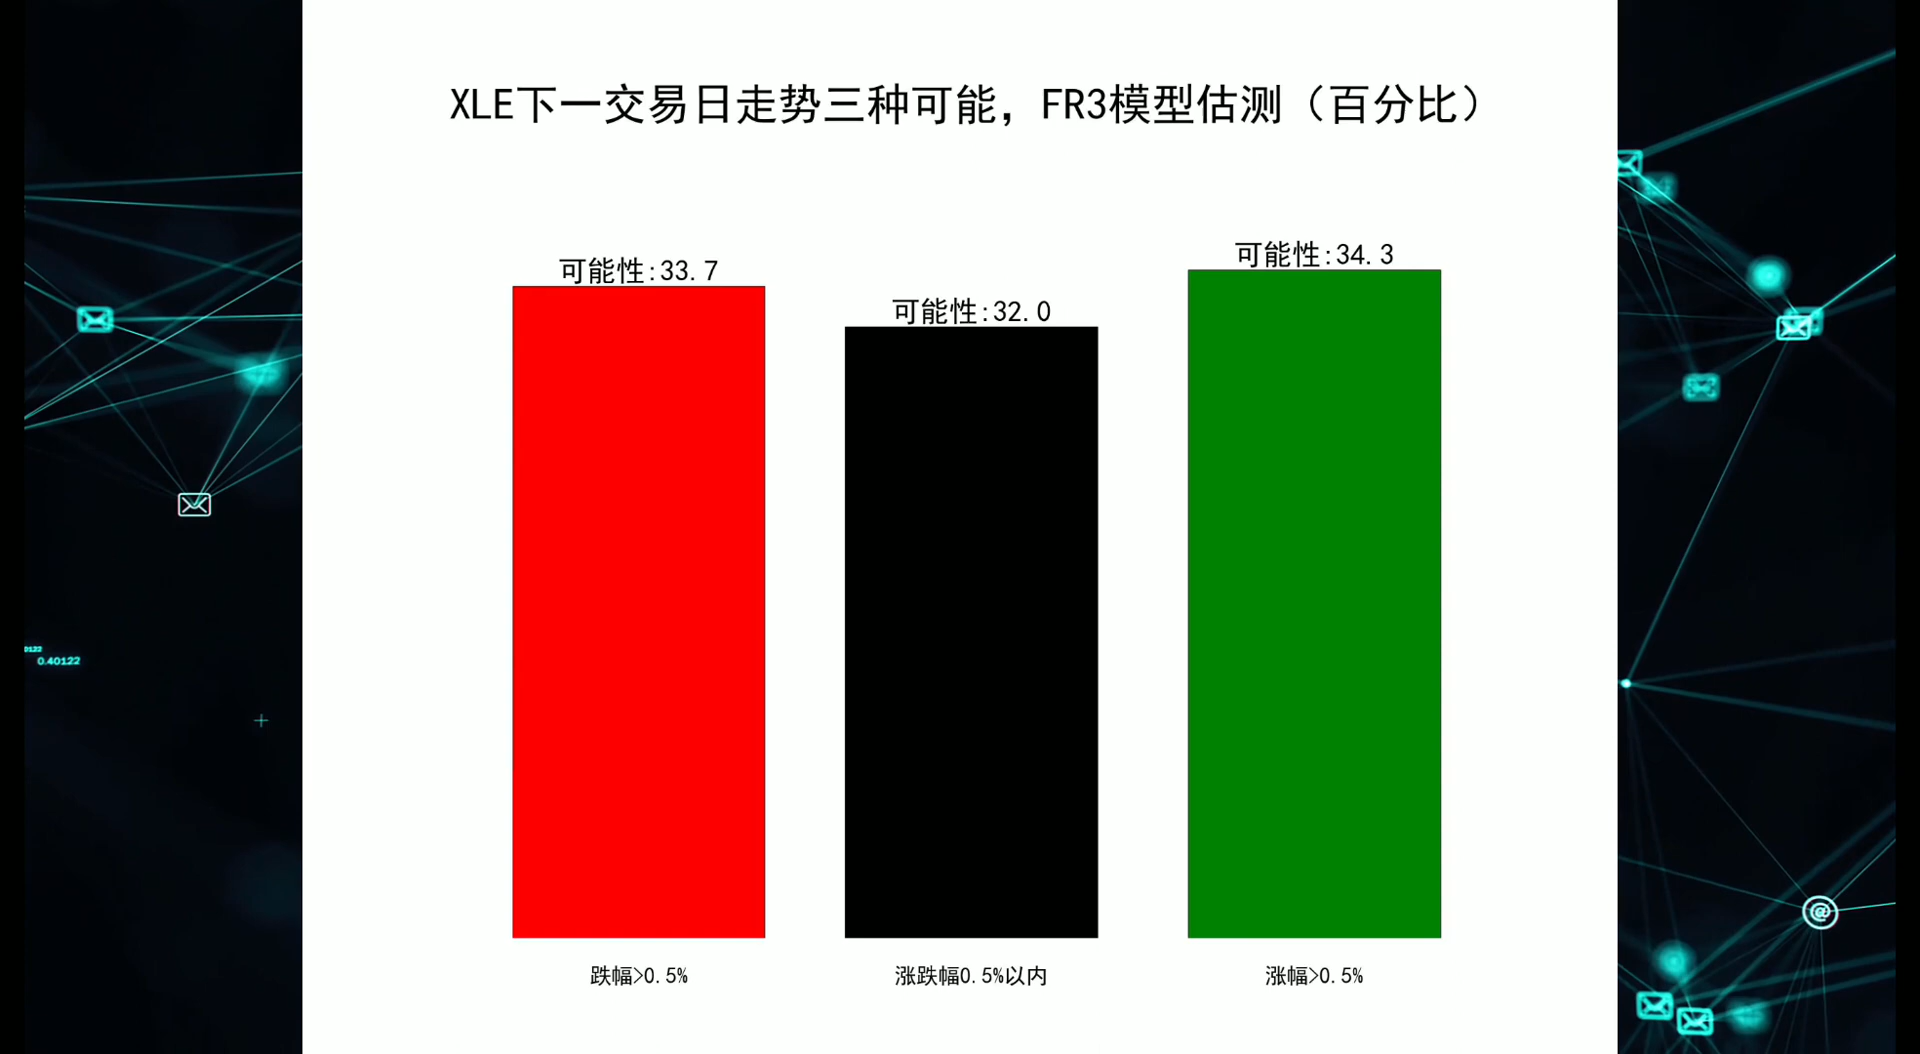 XLE下一交易日走势三种可能，FR3模型估测（百分比）
可能性:33.7
可能性:32.0
可能性:34.3
跌幅>0.5%
涨跌幅0.5%以内
涨幅>0.5%
0122
0.40122
@